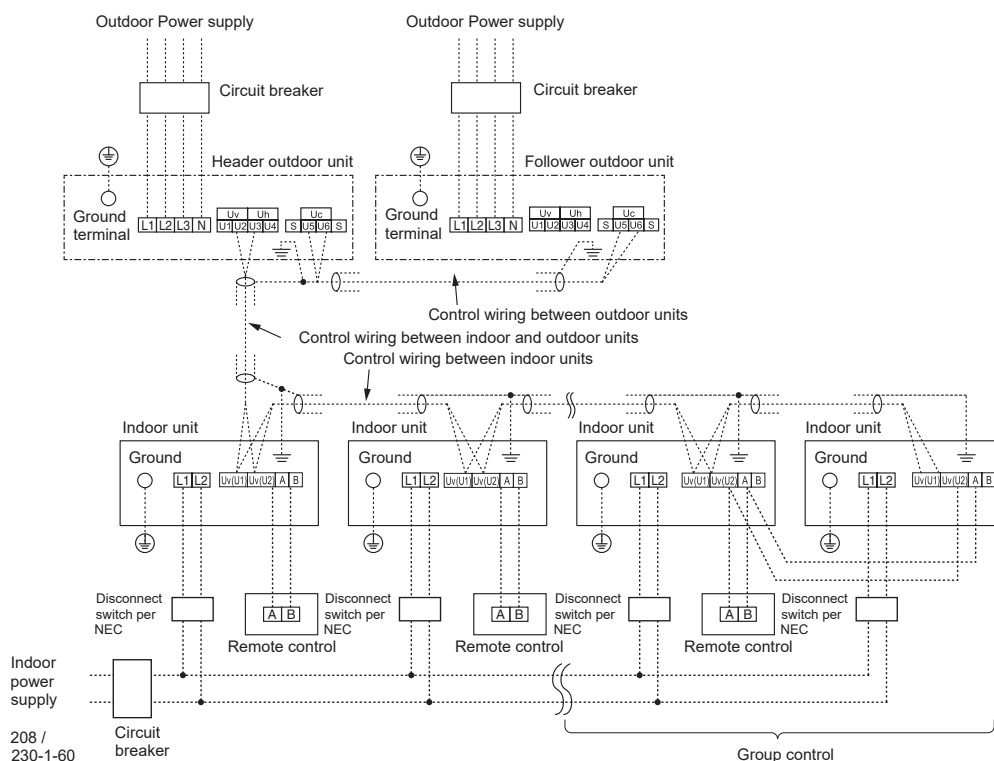 Outdoor Power supply Outdoor Power supply
Circuit breaker Circuit breaker
Header outdoor unit Follower outdoor unit
Ground terminal L1 L2 L3 N Uv Uh U1 U2 U3 U4 Uc S U5 U6 S
Ground terminal L1 L2 L3 N Uv Uh U1 U2 U3 U4 Uc S U5 U6 S
Control wiring between outdoor units
Control wiring between indoor and outdoor units
Control wiring between indoor units
Indoor unit Indoor unit Indoor unit Indoor unit
Ground Ground Ground Ground
L1 L2 Uv(U1) Uv(U2) A B L1 L2 Uv(U1) Uv(U2) A B L1 L2 Uv(U1) Uv(U2) A B L1 L2 Uv(U1) Uv(U2) A B
Disconnect Disconnect Disconnect Disconnect
switch per switch per switch per switch per
NEC NEC NEC NEC
A B A B A B
Remote control Remote control Remote control
Indoor
power
supply
208 /
230-1-60
Circuit
breaker
Group control